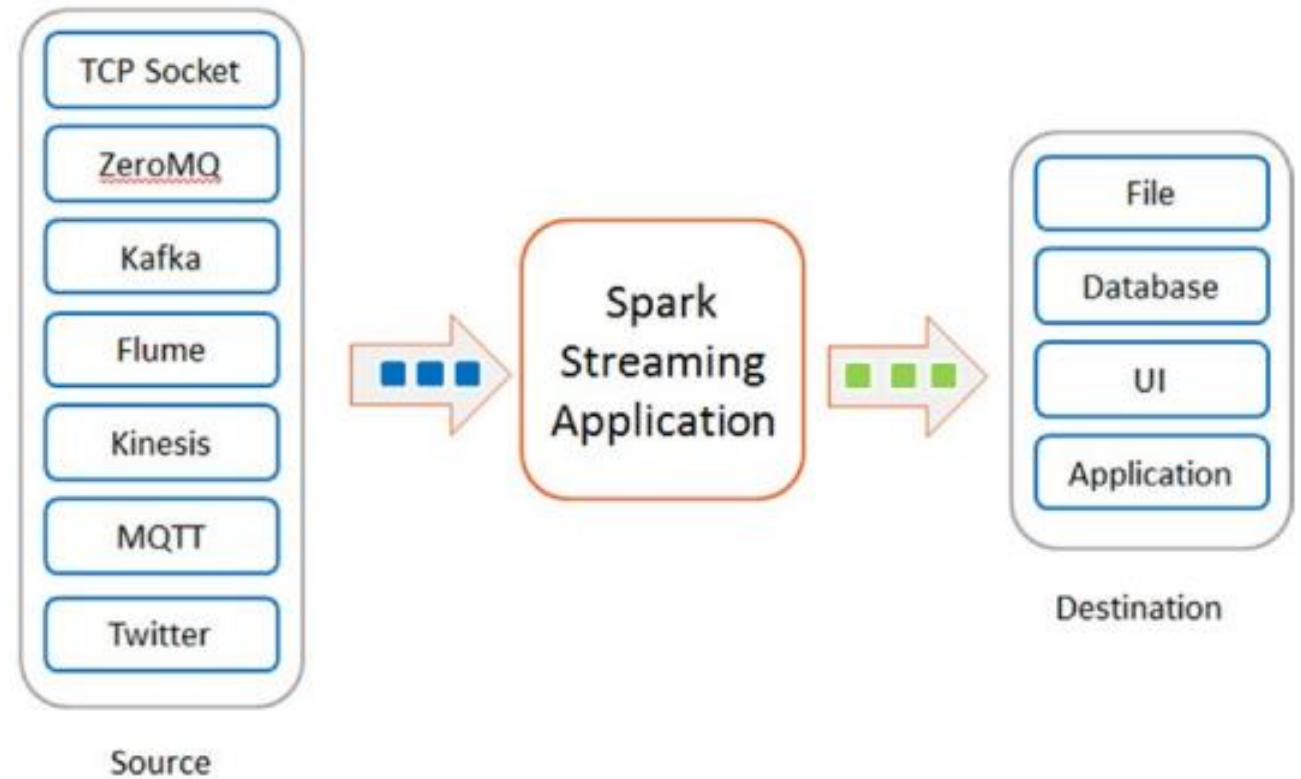 TCP Socket
ZeroMQ
Kafka
Flume
Kinesis
MQTT
Twitter
Source
Spark
Streaming
Application
File
Database
UI
Application
Destination